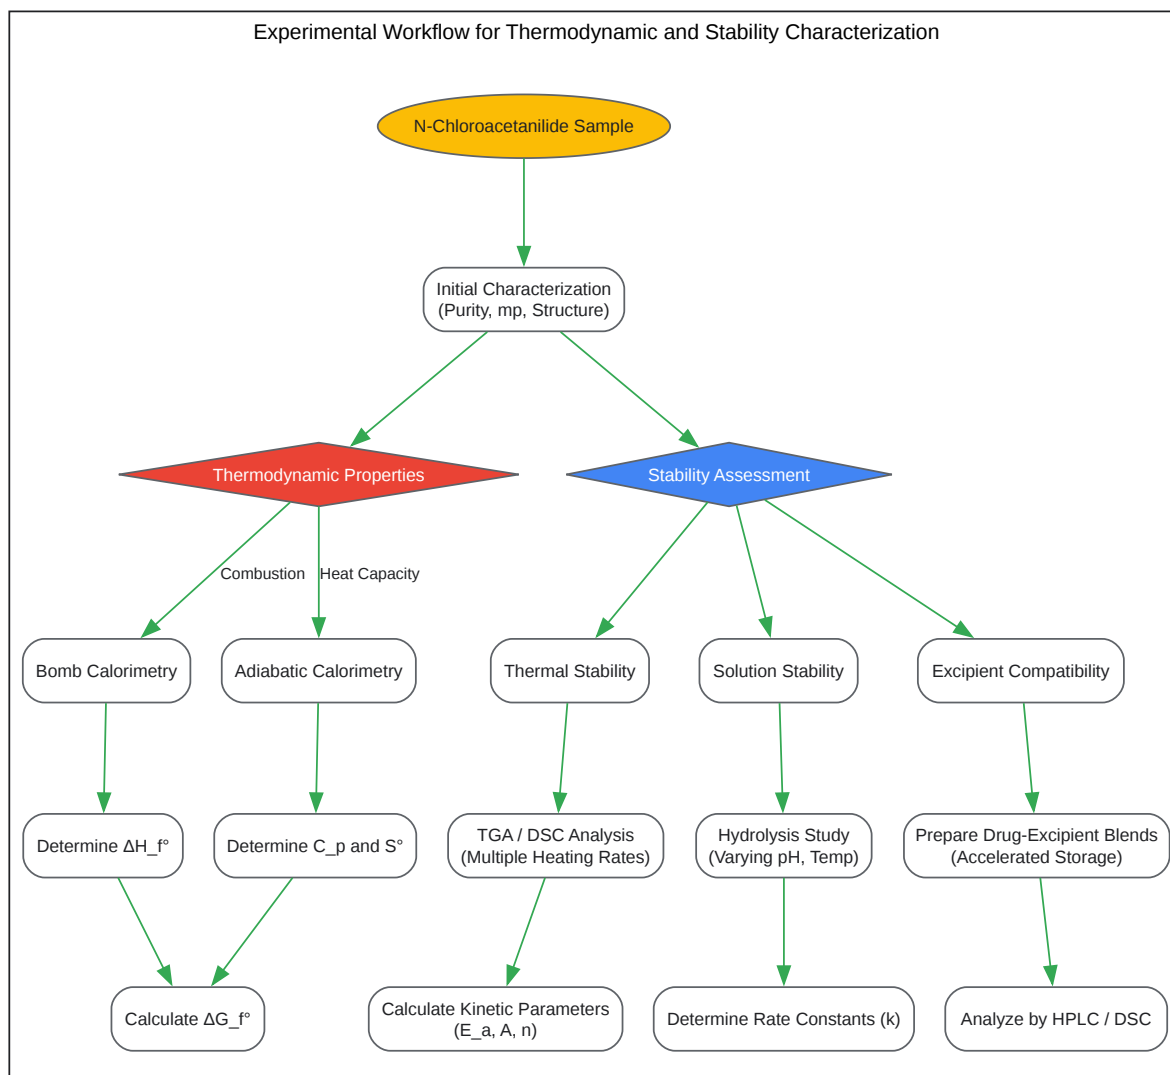 Experimental Workflow for Thermodynamic and Stability Characterization
N-Chloroacetanilide Sample
Initial Characterization
(Purity, mp, Structure)
Thermodynamic Properties
Stability Assessment
Combustion
Heat Capacity
Bomb Calorimetry
Adiabatic Calorimetry
Thermal Stability
Solution Stability
Excipient Compatibility
Determine ΔH_f°
Determine C_p and S°
TGA / DSC Analysis
(Multiple Heating Rates)
Hydrolysis Study
(Varying pH, Temp)
Prepare Drug-Excipient Blends
(Accelerated Storage)
Calculate ΔG_f°
Calculate Kinetic Parameters
(E_a, A, n)
Determine Rate Constants (k)
Analyze by HPLC / DSC